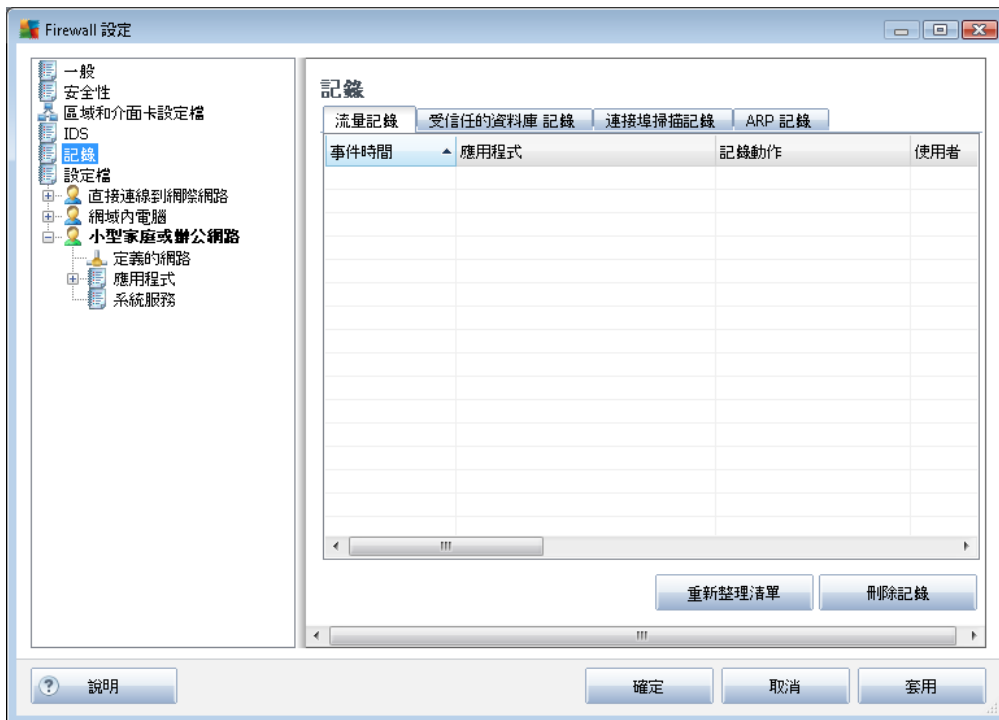 Firewall 設定
一般
安全性
區域和介面卡設定檔
IDS
記錄
設定檔
直接連線到網際網路
網域內電腦
小型家庭或辦公網路
定義的網路
應用程式
系統服務
記錄
流量記錄 受信任的資料庫 記錄 連接埠掃描記錄 ARP 記錄
事件時間 應用程式 記錄動作 使用者
重新整理清單 刪除記錄
說明 確定 取消 套用